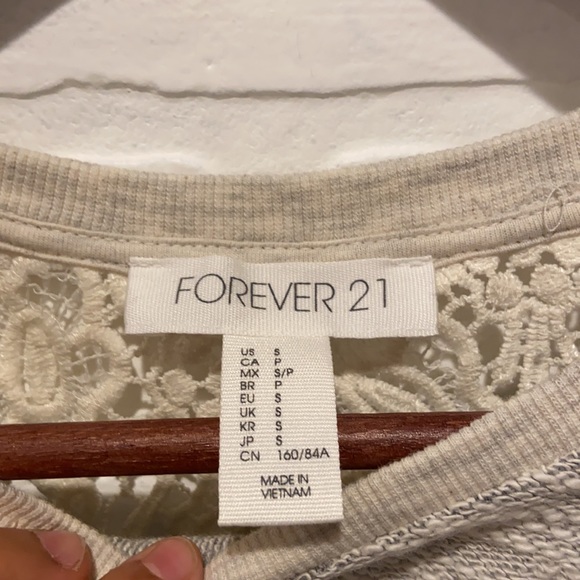 FOREVER 21
US S
CA P
MX S/P
BR P
EU S
UK S
KR S
JP S
CN 160/84A
MADE IN
VIETNAM